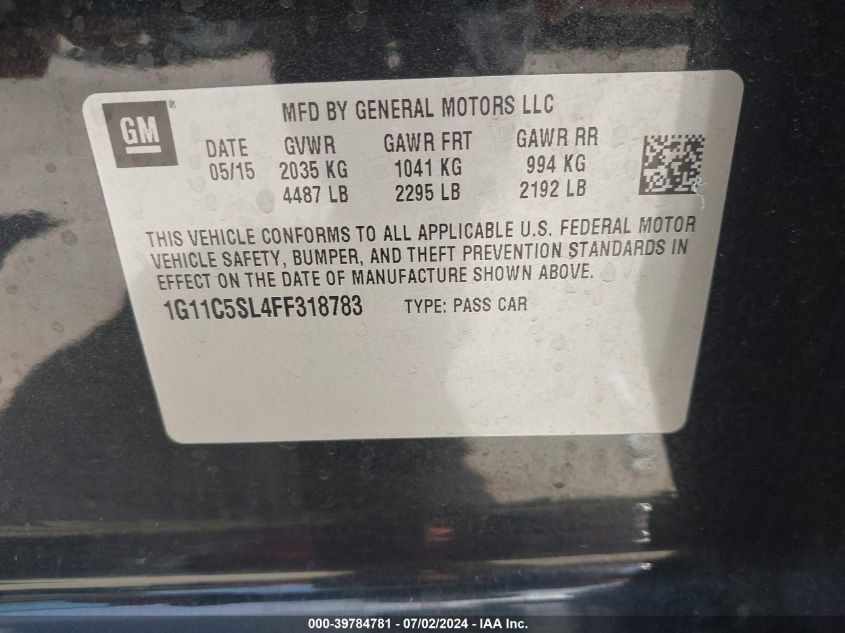 GM®
MFD BY GENERAL MOTORS LLC
DATE GVWR GAWR FRT GAWR RR
05/15 2035 KG 1041 KG 994 KG
4487 LB 2295 LB 2192 LB
THIS VEHICLE CONFORMS TO ALL APPLICABLE U.S. FEDERAL MOTOR
VEHICLE SAFETY, BUMPER, AND THEFT PREVENTION STANDARDS IN
EFFECT ON THE DATE OF MANUFACTURE SHOWN ABOVE.
1G11C5SL4FF318783 TYPE: PASS CAR
000-39784781 - 07/02/2024 - IAA Inc.